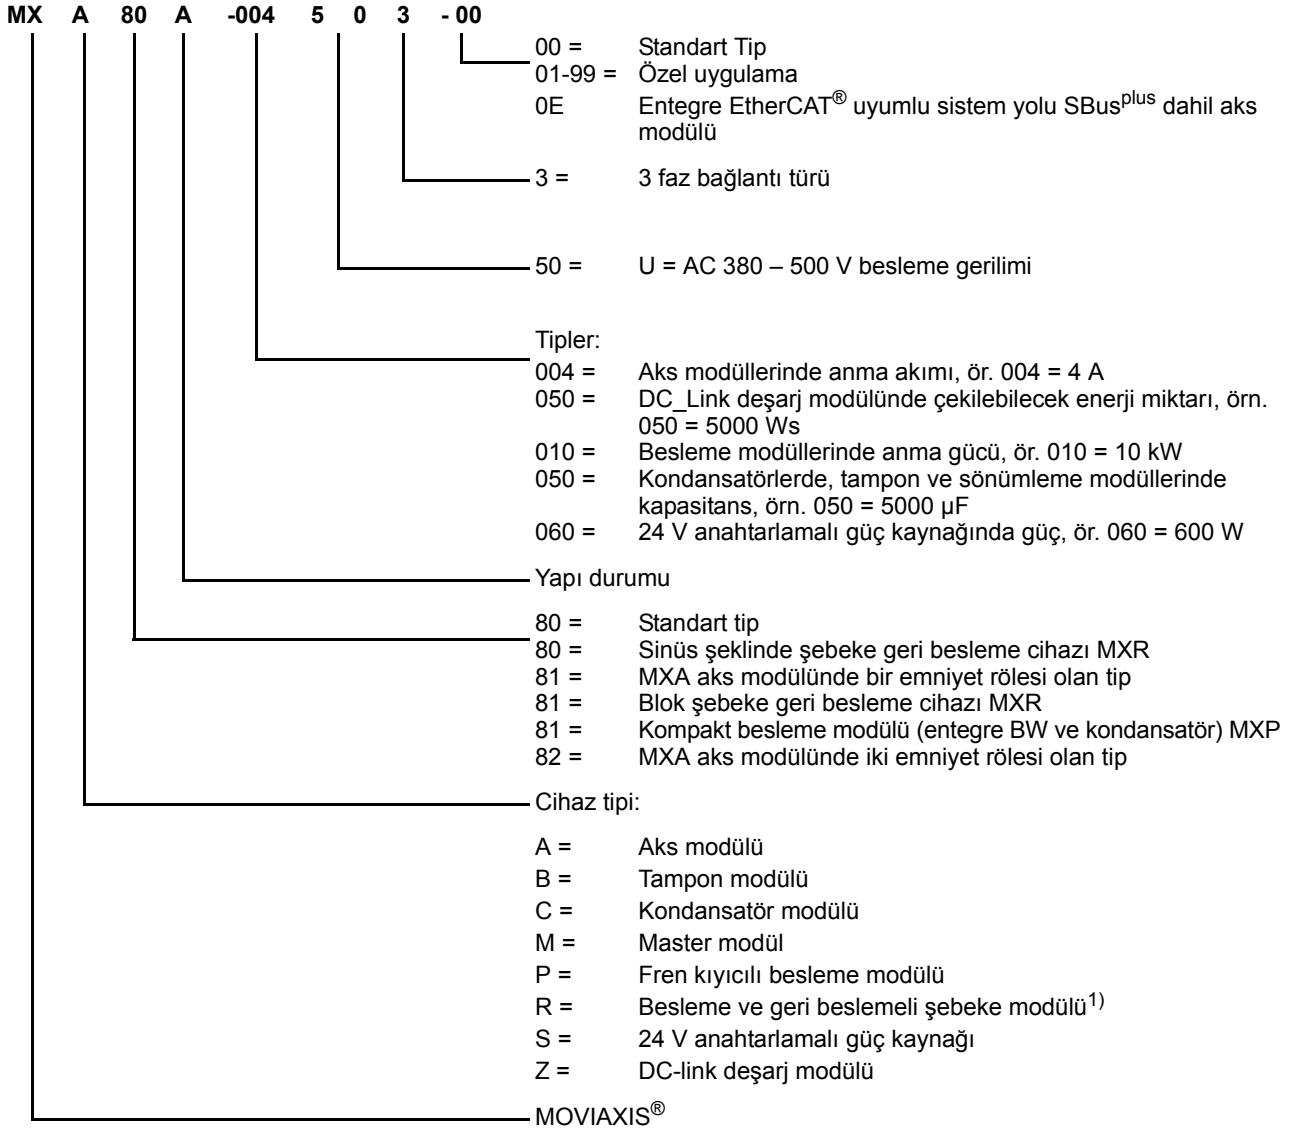 MX A 80 A -004 5 0 3 - 00
00 = Standart Tip
01-99 = Özel uygulama
0E Entegre EtherCAT® uyumlu sistem yolu SBusplus dahil aks
modülü
3 = 3 faz bağlantı türü
50 = U = AC 380 – 500 V besleme gerilimi
Tipler:
004 = Aks modüllerinde anma akımı, ör. 004 = 4 A
050 = DC_Link deşarj modülünde çekilebilecek enerji miktarı, örn.
050 = 5000 Ws
010 = Besleme modüllerinde anma gücü, ör. 010 = 10 kW
050 = Kondansatörlerde, tampon ve sönümleme modüllerinde
kapasitans, örn. 050 = 5000 µF
060 = 24 V anahtarlamalı güç kaynağında güç, ör. 060 = 600 W
Yapı durumu
80 = Standart tip
80 = Sinüs şeklinde şebeke geri besleme cihazı MXR
81 = MXA aks modülünde bir emniyet rölesi olan tip
81 = Blok şebeke geri besleme cihazı MXR
81 = Kompakt besleme modülü (entegre BW ve kondansatör) MXP
82 = MXA aks modülünde iki emniyet rölesi olan tip
Cihaz tipi:
A = Aks modülü
B = Tampon modülü
C = Kondansatör modülü
M = Master modül
P = Fren kıyıcılı besleme modülü
R = Besleme ve geri beslemeli şebeke modülü1)
S = 24 V anahtarlamalı güç kaynağı
Z = DC-link deşarj modülü
MOVIAXIS®